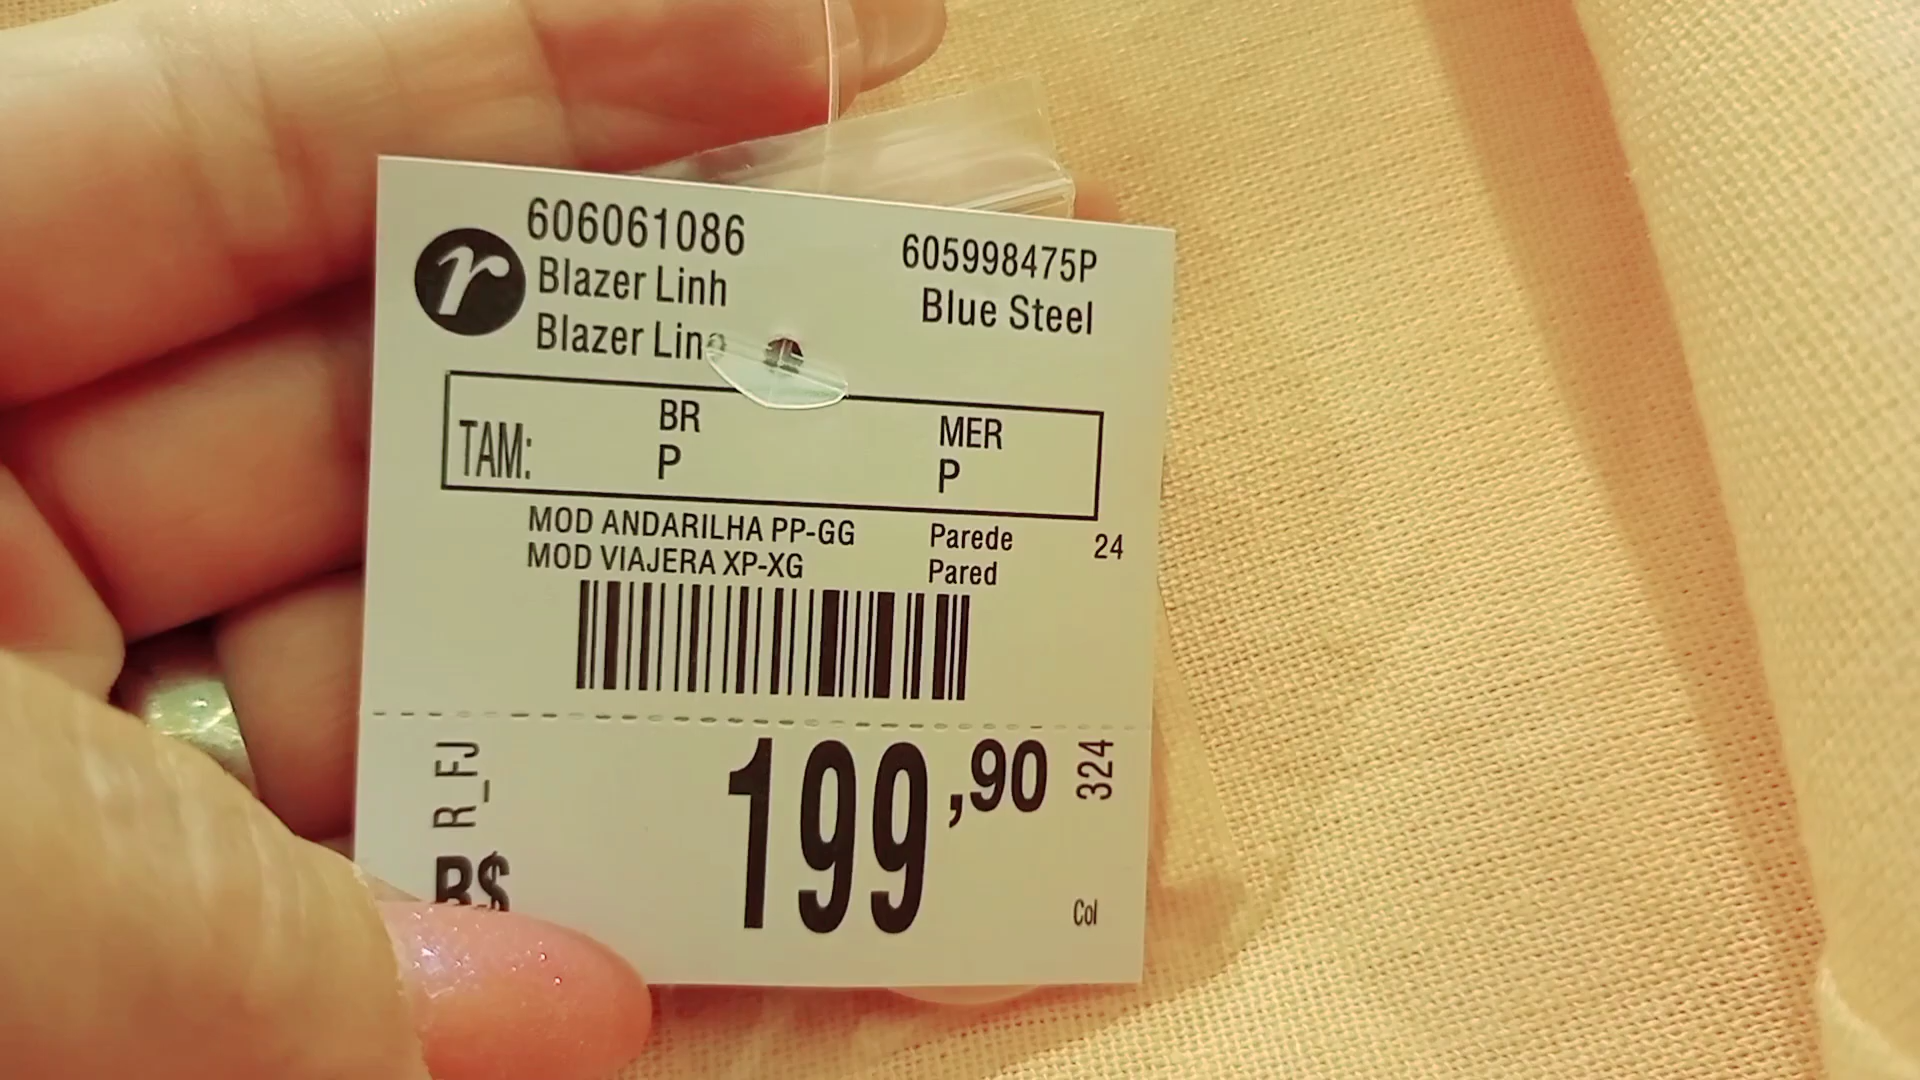 r
606061086
605998475P
Blazer Linh
Blue Steel
Blazer Lino
BR
MER
TAM:
P
P
MOD ANDARILHA PP-GG
Parede
24
MOD VIAJERA XP-XG
Pared
R_FJ
R$
199,90
324
Col